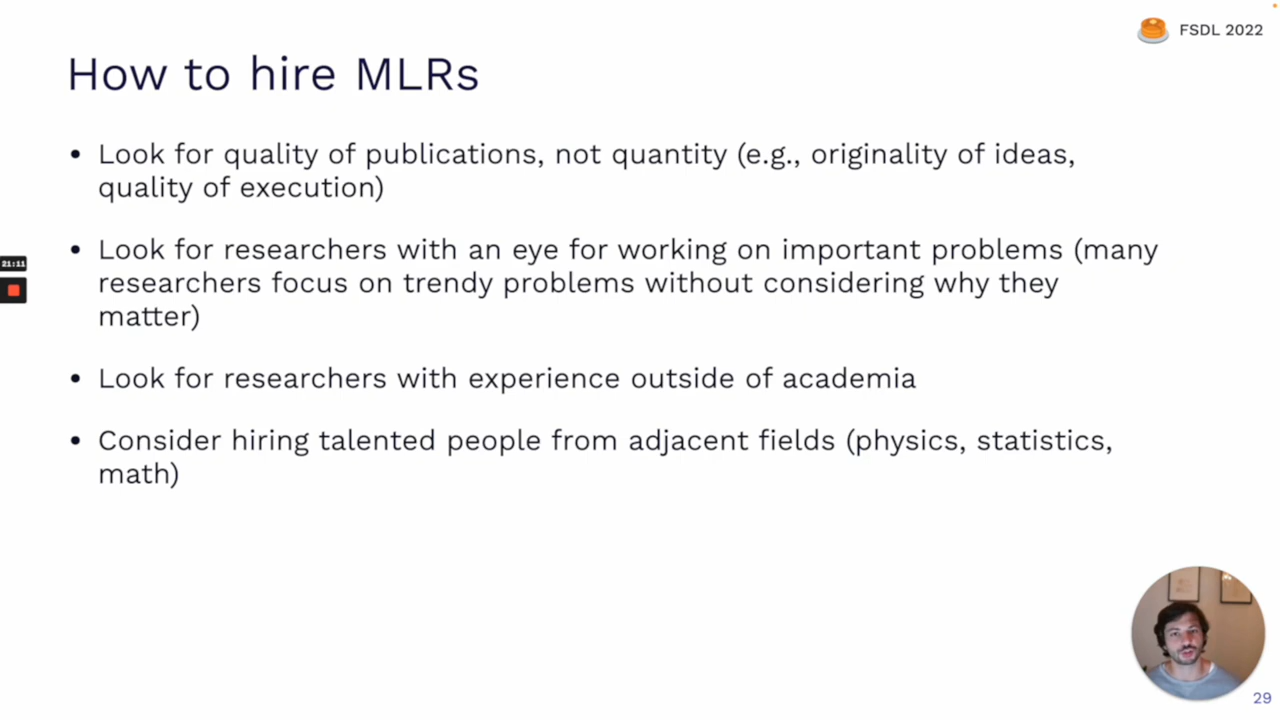 FSDL 2022
How to hire MLRs
• Look for quality of publications, not quantity (e.g., originality of ideas,
quality of execution)
• Look for researchers with an eye for working on important problems (many
researchers focus on trendy problems without considering why they
matter)
• Look for researchers with experience outside of academia
• Consider hiring talented people from adjacent fields (physics, statistics,
math)
21:11
29